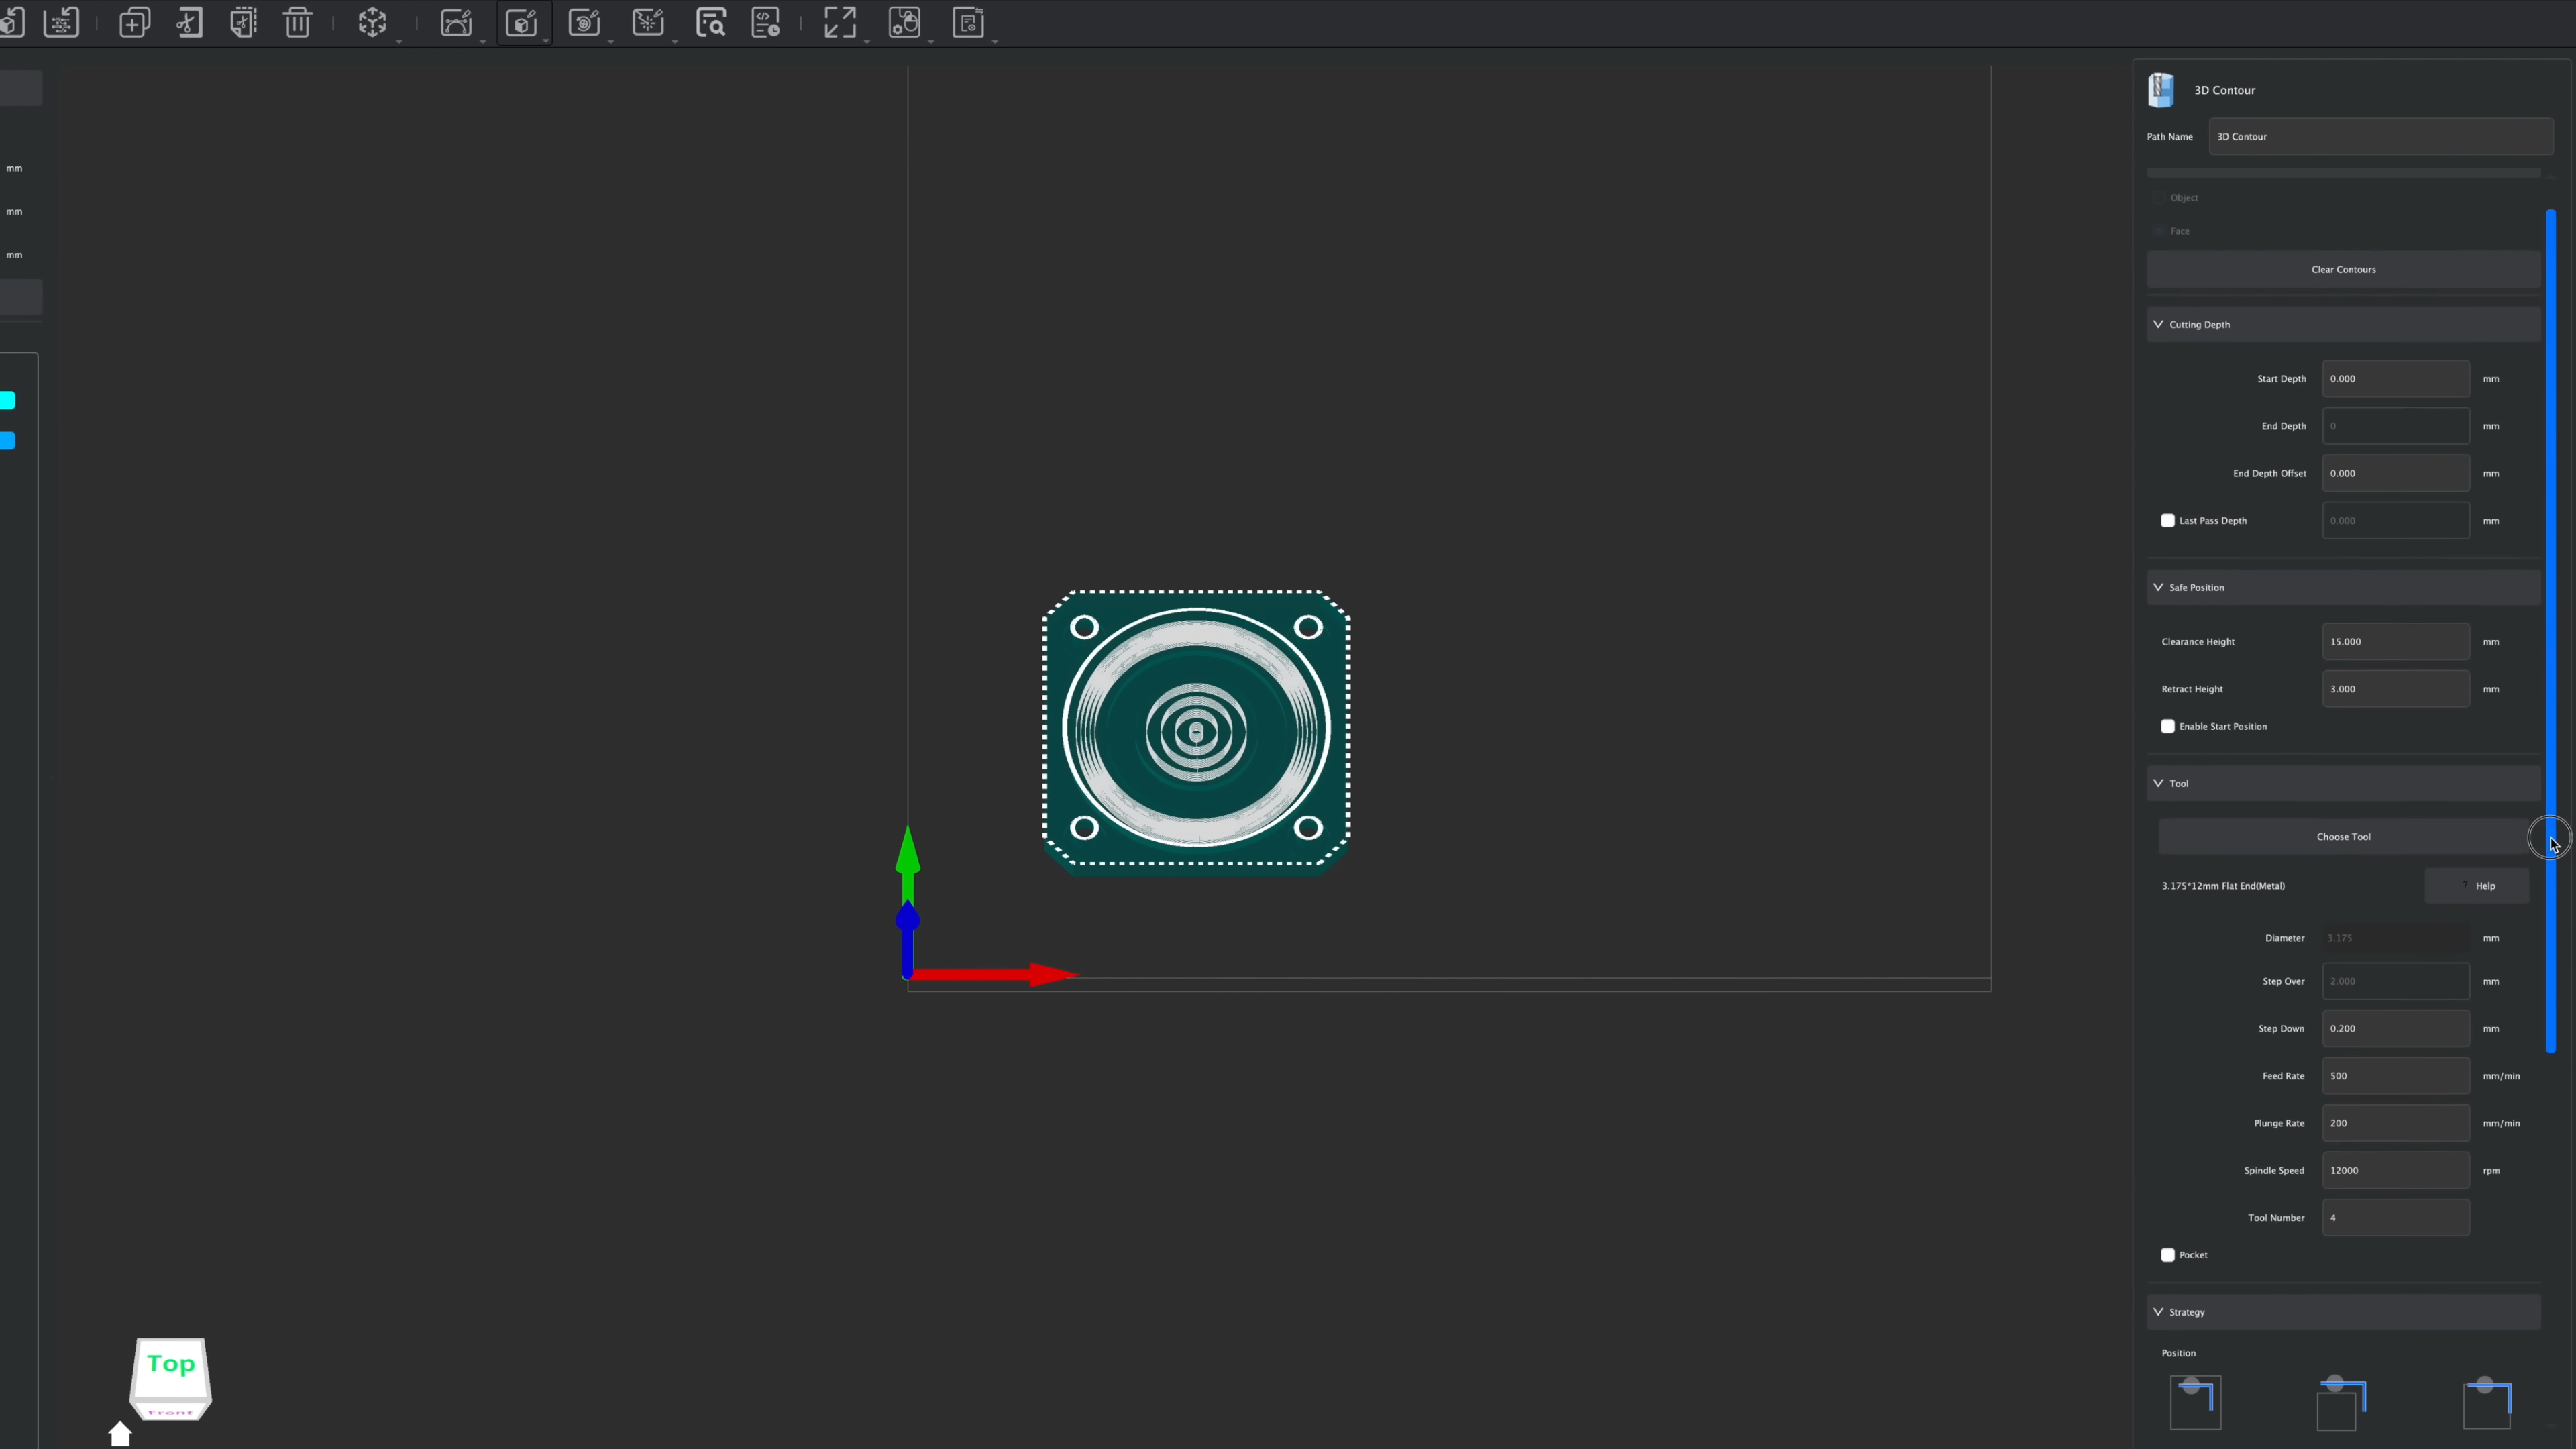 3D Contour
Path Name 3D Contour
mm
mm
mm
Object
Face
Clear Contours
Cutting Depth
Start Depth 0.000 mm
End Depth 0 mm
End Depth Offset 0.000 mm
Last Pass Depth 0.000 mm
Safe Position
Clearance Height 15.000 mm
Retract Height 3.000 mm
Enable Start Position
Tool
Choose Tool
3.175*12mm Flat End(Metal) ? Help
Diameter 3.175 mm
Step Over 2.000 mm
Step Down 0.200 mm
Feed Rate 500 mm/min
Plunge Rate 200 mm/min
Spindle Speed 12000 rpm
Tool Number 4
Pocket
Strategy
Position
Top
Front